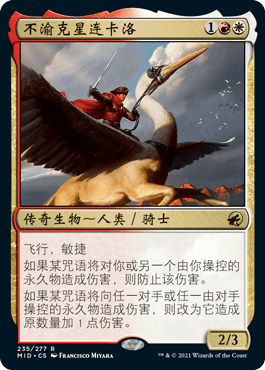 不渝克星连卡洛 1
传奇生物～人类／骑士
飞行，敏捷
如果某咒语将对你或另一个由你操控的
永久物造成伤害，则防止该伤害。
如果某咒语将向任一对手或任一由对手
操控的永久物造成伤害，则改为它造成
原数量加1点伤害。
2/3
235/277 R
MID • CS FRANCISCO MIYARA
™ & © 2021 Wizards of the Coast